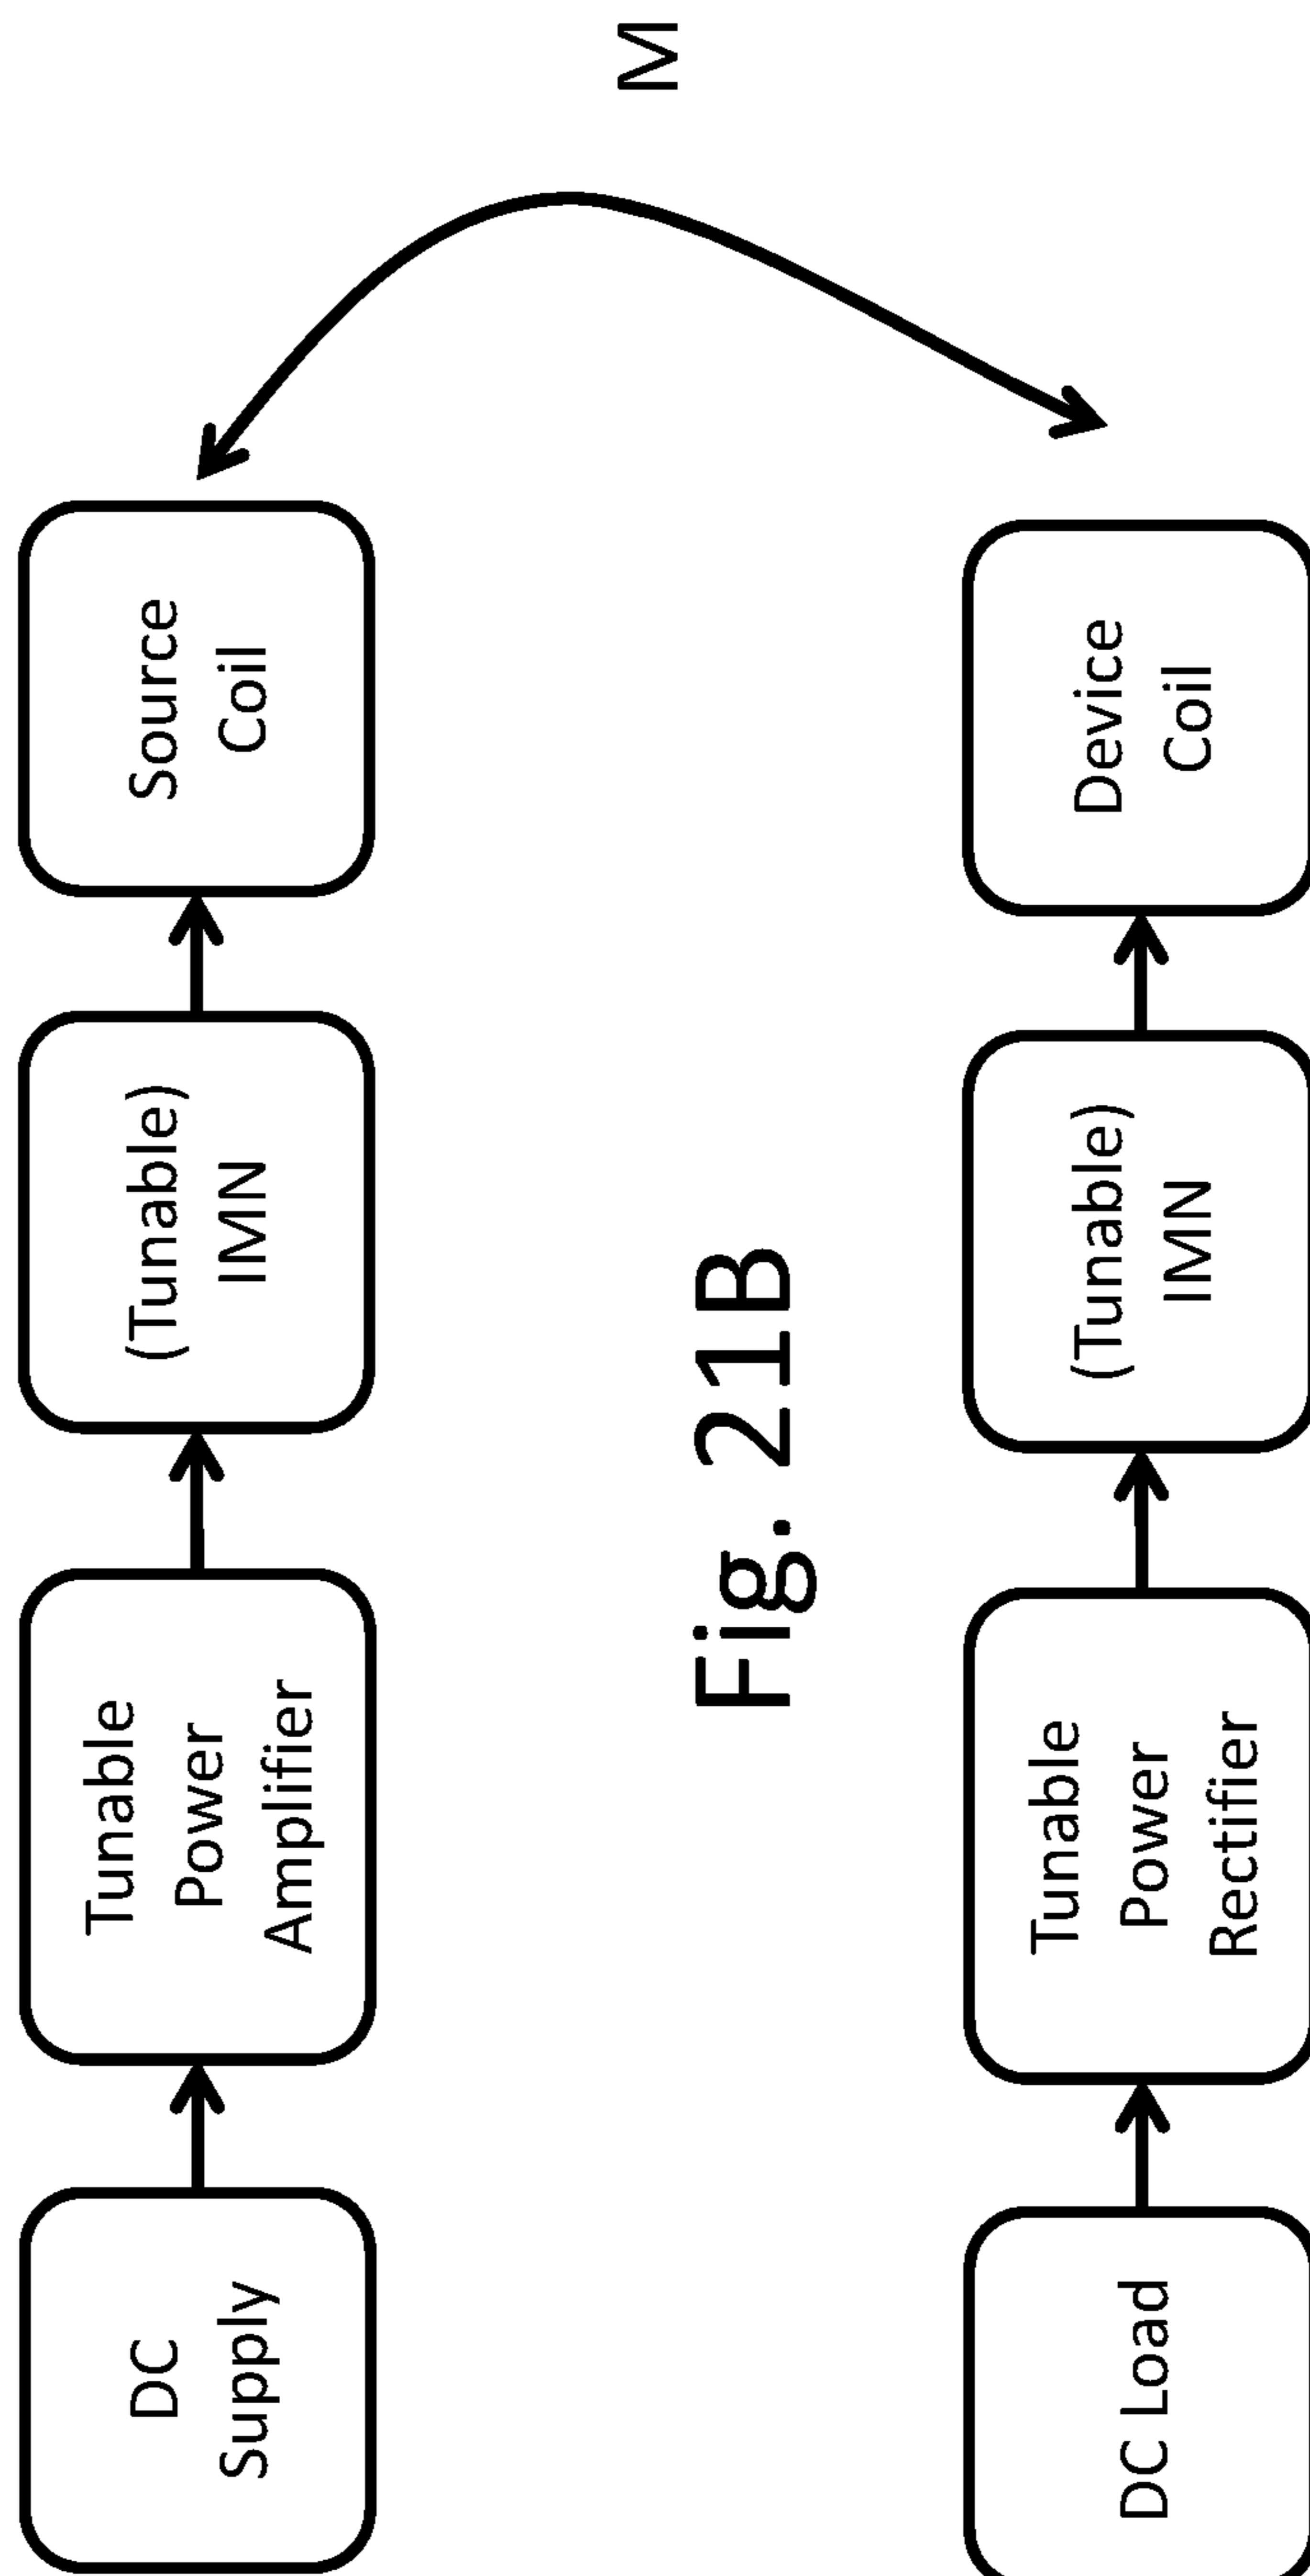 DC
Supply
Tunable
Power
Amplifier
(Tunable)
IMN
Source
Coil
M
Fig. 21B
DC Load
Tunable
Power
Rectifier
(Tunable)
IMN
Device
Coil